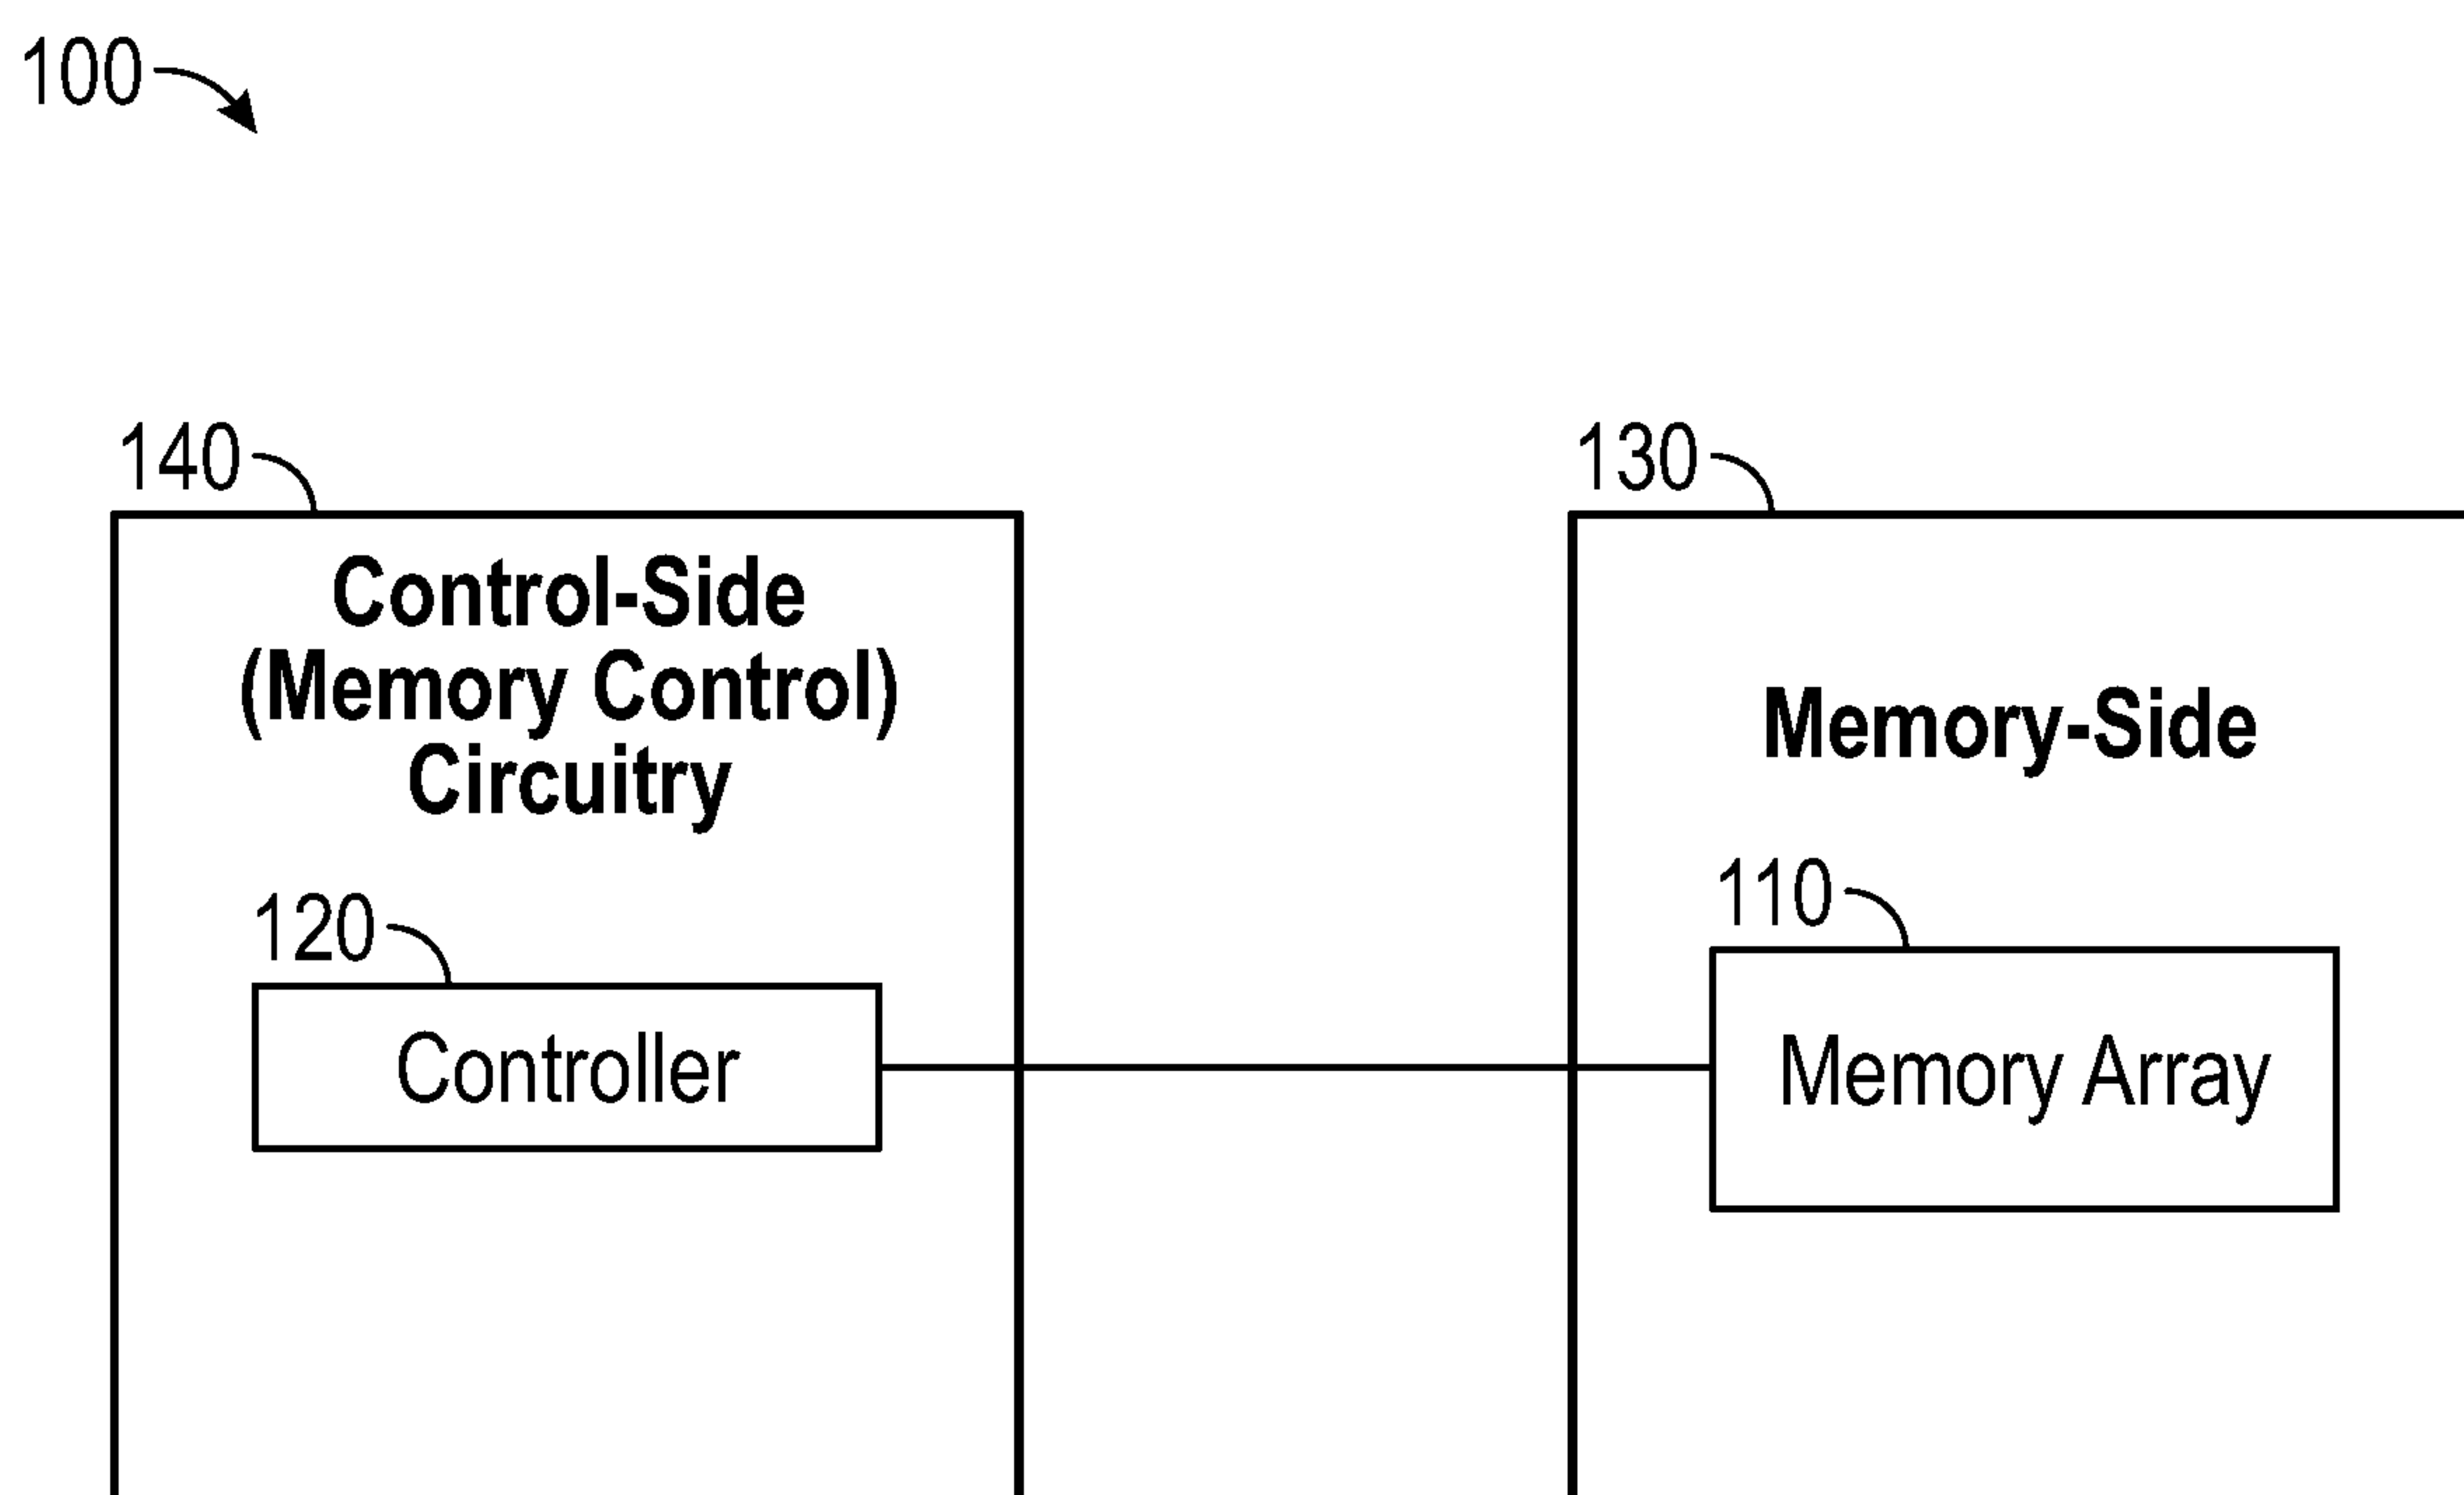 100
140
Control-Side
(Memory Control)
Circuitry
120
Controller
130
Memory-Side
110
Memory Array